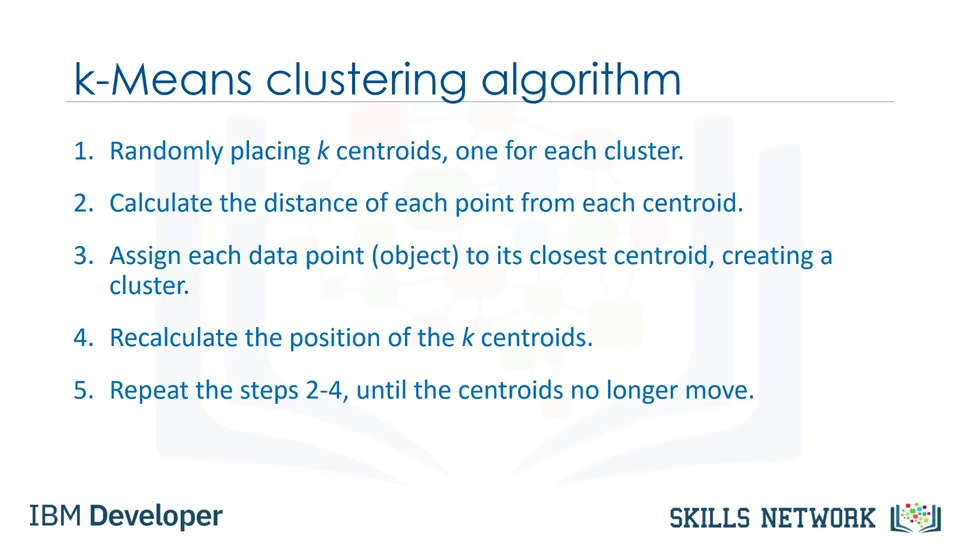 k-Means clustering algorithm
1. Randomly placing k centroids, one for each cluster.
2. Calculate the distance of each point from each centroid.
3. Assign each data point (object) to its closest centroid, creating a
cluster.
4. Recalculate the position of the k centroids.
5. Repeat the steps 2-4, until the centroids no longer move.
IBM Developer
SKILLS NETWORK